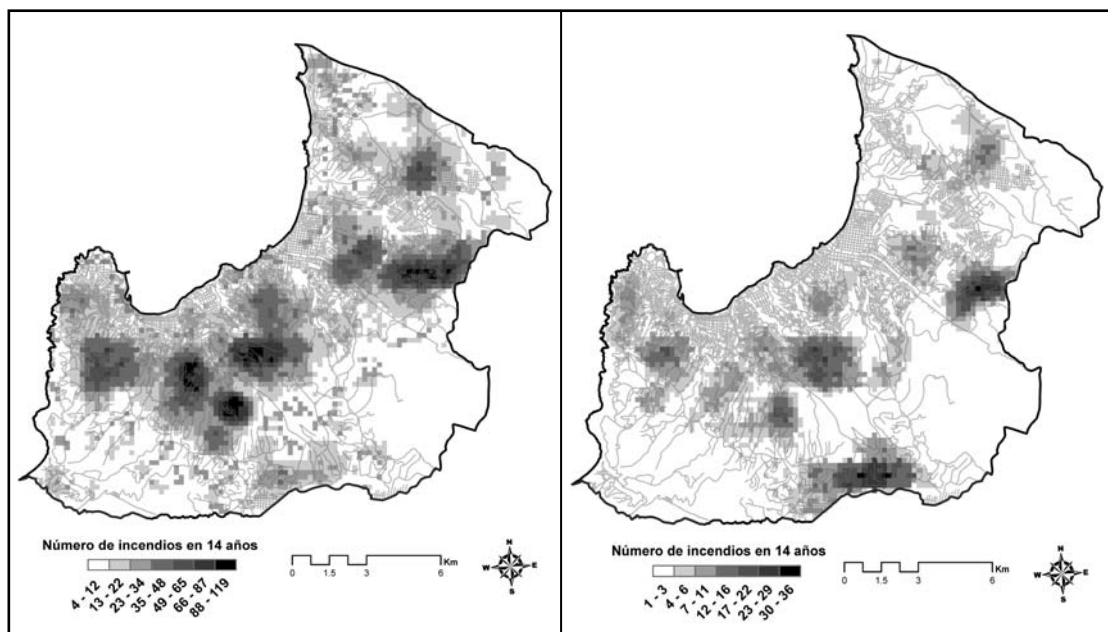 Número de incendios en 14 años
4 - 12
13 - 22
23 - 34
35 - 48
49 - 65
66 - 87
88 - 119
Km
0 1.5 3 6
N
W E
S
Número de incendios en 14 años
1 - 3
4 - 6
7 - 11
12 - 16
17 - 22
23 - 29
30 - 36
Km
0 1.5 3 6
N
W E
S